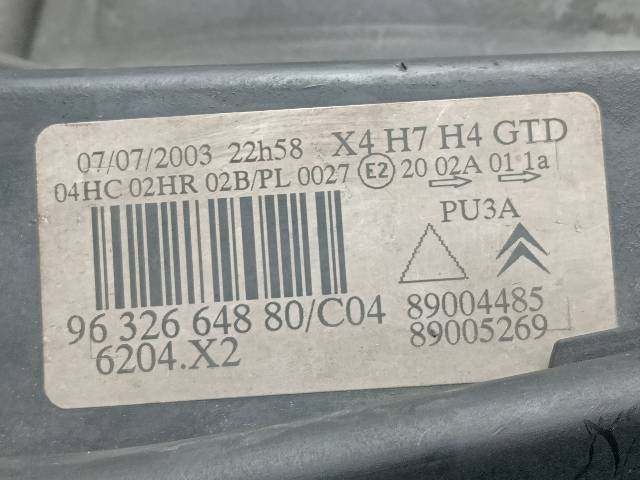 07/07/2003 22h58 X4 H7 H4 GTD
04HC 02HR 02B/PL 0027 E2 20 02A 01 1a
PU3A
96 326 648 80/C04 89004485
6204.X2 89005269